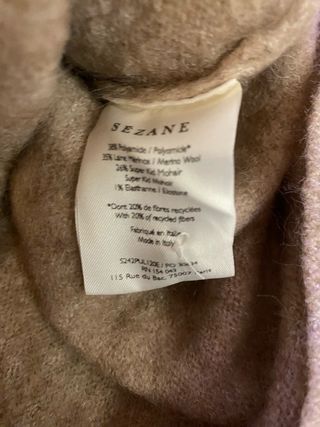 SEZANE
38% Polyamide / Polyamide*
35% Laine Mérinos / Merino Wool
26% Super Kid Mohair
Super Kid Mohair
1% Elasthanne / Elastane
*Dont 20% de fibres recyclées
With 20% of recycled fibers
Fabriqué en Italie
Made in Italy
RN 154 043
115 Rue du Bac, 75007 Paris